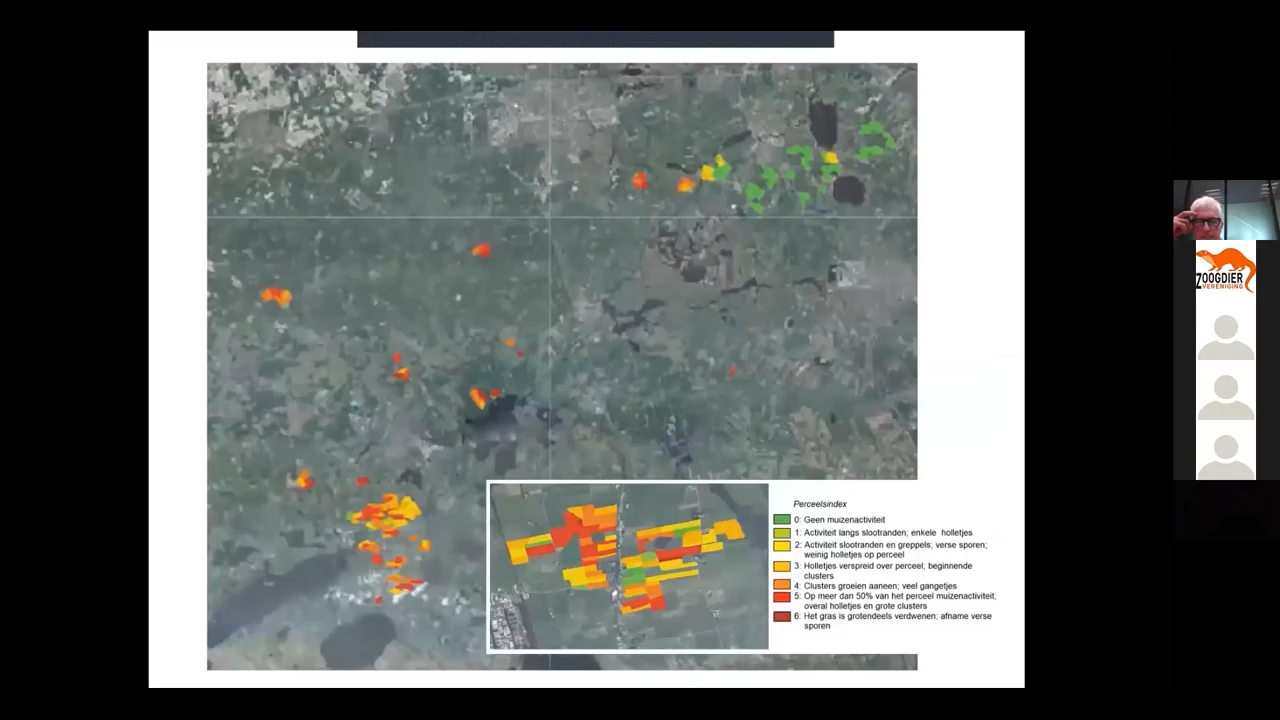 ZOOGDIER
VERENIGING
Perceelsindex
0: Geen muizenactiviteit
1: Activiteit langs slootranden; enkele holletjes
2: Activiteit slootranden en greppels; verse sporen;
weinig holletjes op perceel
3: Holletjes verspreid over perceel; beginnende
clusters
4: Clusters groeien aaneen; veel gangetjes
5: Op meer dan 50% van het perceel muizenactiviteit;
overal holletjes en grote clusters
6: Het gras is grotendeels verdwenen; afname verse
sporen